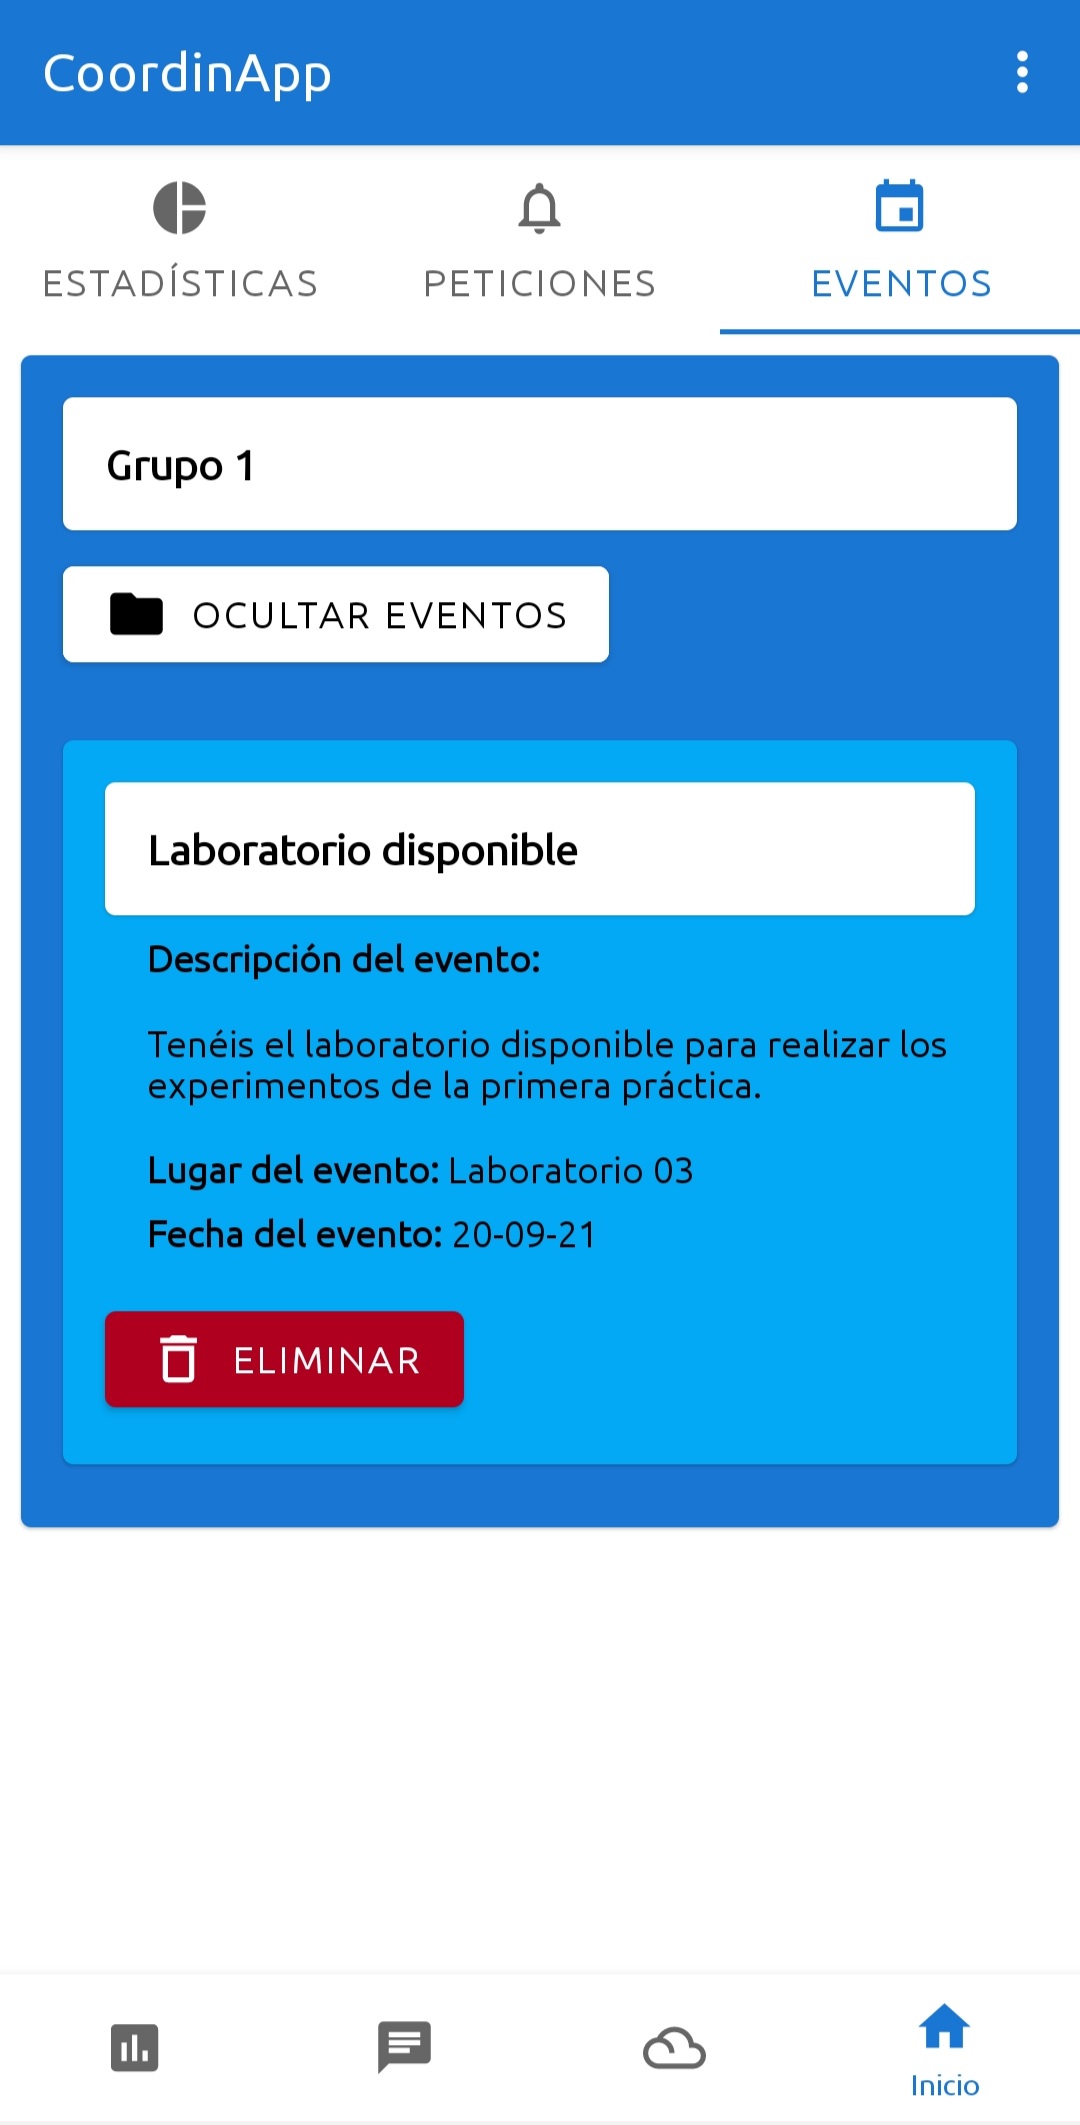 CoordinApp
ESTADÍSTICAS
PETICIONES
EVENTOS
Grupo 1
OCULTAR EVENTOS
Laboratorio disponible
Descripción del evento:
Tenéis el laboratorio disponible para realizar los
experimentos de la primera práctica.
Lugar del evento: Laboratorio 03
Fecha del evento: 20-09-21
ELIMINAR
Inicio